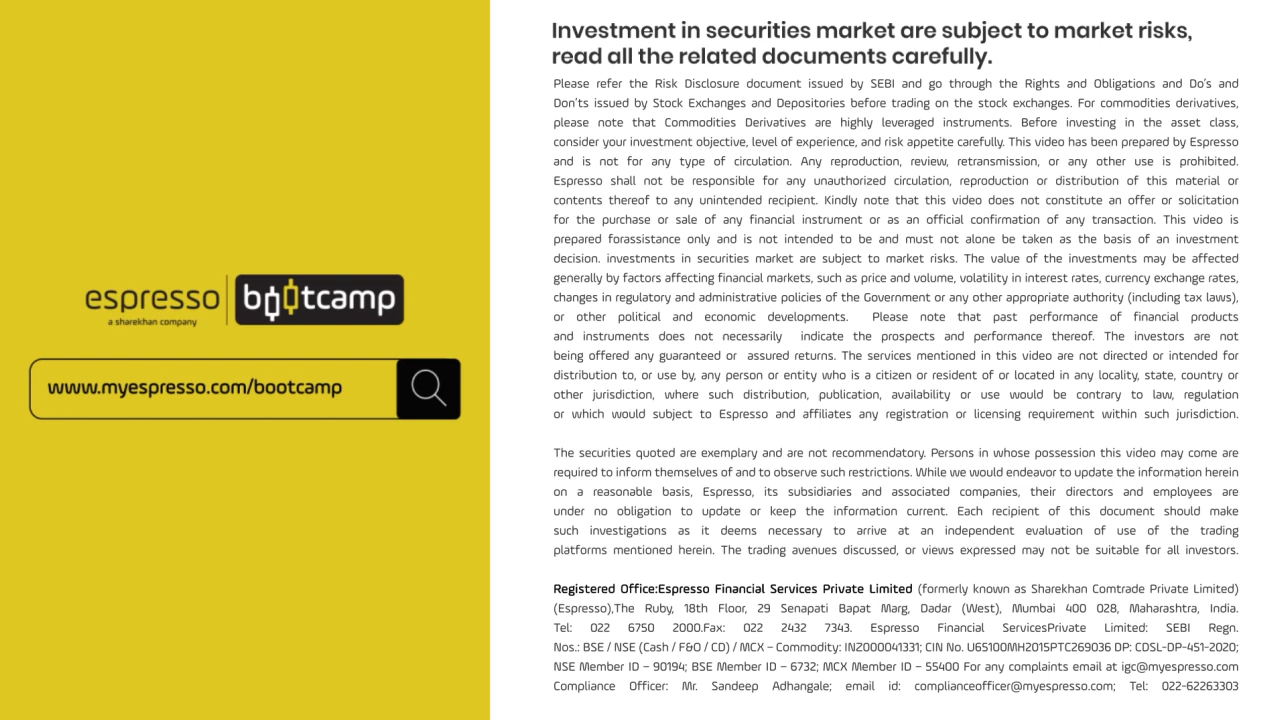 espresso
a sharekhan company
bootcamp
www.myespresso.com/bootcamp
Investment in securities market are subject to market risks,
read all the related documents carefully.
Please refer the Risk Disclosure document issued by SEBI and go through the Rights and Obligations and Do's and
Don'ts issued by Stock Exchanges and Depositories before trading on the stock exchanges. For commodities derivatives,
please note that Commodities Derivatives are highly leveraged instruments. Before investing in the asset class,
consider your investment objective, level of experience, and risk appetite carefully. This video has been prepared by Espresso
and is not for any type of circulation. Any reproduction, review, retransmission, or any other use is prohibited.
Espresso shall not be responsible for any unauthorized circulation, reproduction or distribution of this material or
contents thereof to any unintended recipient. Kindly note that this video does not constitute an offer or solicitation
for the purchase or sale of any financial instrument or as an official confirmation of any transaction. This video is
prepared forassistance only and is not intended to be and must not alone be taken as the basis of an investment
decision. investments in securities market are subject to market risks. The value of the investments may be affected
generally by factors affecting financial markets, such as price and volume, volatility in interest rates, currency exchange rates,
changes in regulatory and administrative policies of the Government or any other appropriate authority (including tax laws),
or other political and economic developments. Please note that past performance of financial products
and instruments does not necessarily indicate the prospects and performance thereof. The investors are not
being offered any guaranteed or assured returns. The services mentioned in this video are not directed or intended for
distribution to, or use by, any person or entity who is a citizen or resident of or located in any locality, state, country or
other jurisdiction, where such distribution, publication, availability or use would be contrary to law, regulation
or which would subject to Espresso and affiliates any registration or licensing requirement within such jurisdiction.
The securities quoted are exemplary and are not recommendatory. Persons in whose possession this video may come are
required to inform themselves of and to observe such restrictions. While we would endeavor to update the information herein
on a reasonable basis, Espresso, its subsidiaries and associated companies, their directors and employees are
under no obligation to update or keep the information current. Each recipient of this document should make
such investigations as it deems necessary to arrive at an independent evaluation of use of the trading
platforms mentioned herein. The trading avenues discussed, or views expressed may not be suitable for all investors.
Registered Office:Espresso Financial Services Private Limited (formerly known as Sharekhan Comtrade Private Limited)
(Espresso),The Ruby, 18th Floor, 29 Senapati Bapat Marg, Dadar (West), Mumbai 400 028, Maharashtra, India.
Tel: 022 6750 2000.Fax: 022 2432 7343. Espresso Financial ServicesPrivate Limited: SEBI Regn.
Nos.: BSE / NSE (Cash / F&O / CD) / MCX – Commodity: INZ000041331; CIN No. U65100MH2015PTC269036 DP: CDSL-DP-451-2020;
NSE Member ID – 90194; BSE Member ID – 6732; MCX Member ID – 55400 For any complaints email at igc@myespresso.com
Compliance Officer: Mr. Sandeep Adhangale; email id: complianceofficer@myespresso.com; Tel: 022-62263303